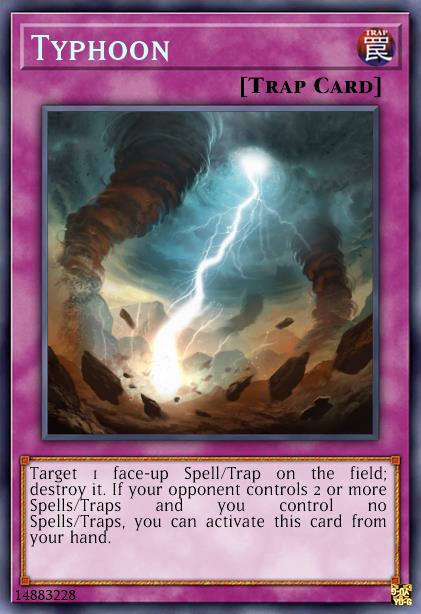 TYPHOON
TRAP
罠
[TRAP CARD]
Target 1 face-up Spell/Trap on the field;
destroy it. If your opponent controls 2 or more
Spells/Traps and you control no
Spells/Traps, you can activate this card from
your hand.
14883228